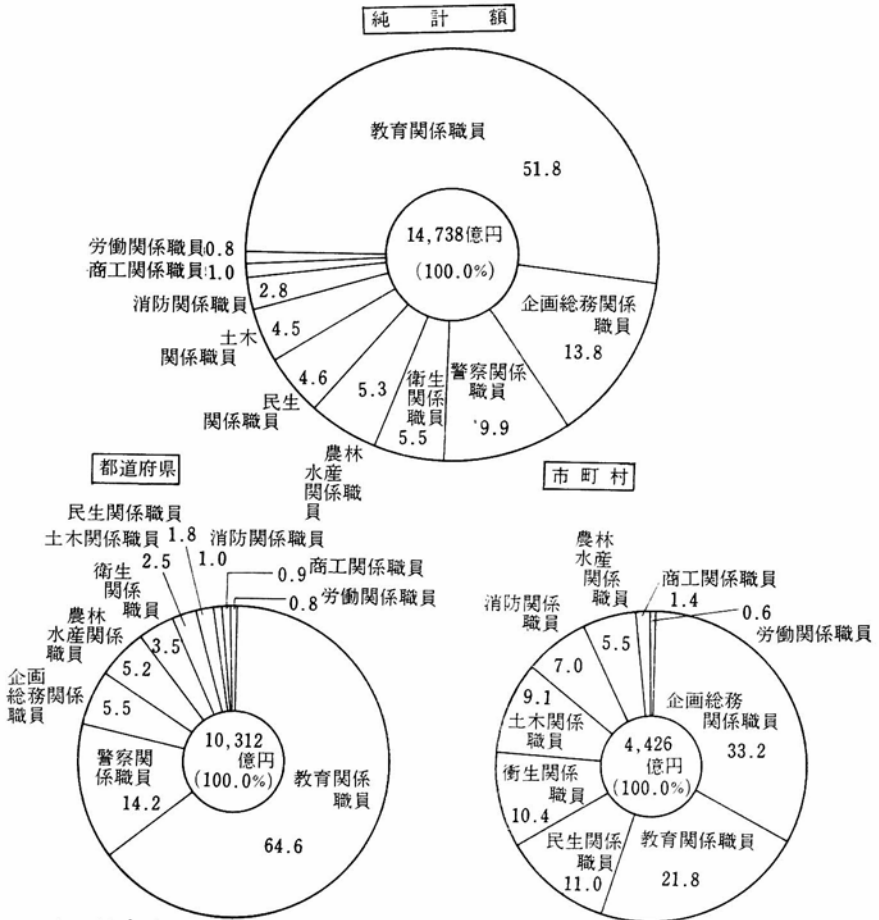 純計額
教育関係職員
51.8
14,738億円
(100.0%)
労働関係職員 0.8
商工関係職員 1.0
消防関係職員
2.8
土木
関係職員
4.5
民生
関係職員
4.6
農林
水産
関係職
員
5.3
衛生
関係
職員
5.5
警察関係
職員
9.9
企画総務関係
職員
13.8
都道府県
民生関係職員
1.8
土木関係職員
2.5
衛生
関係
職員
3.5
農林
水産関係
職員
5.2
企画
総務関係
職員
5.5
警察関
係職員
14.2
消防関係職員
1.0
商工関係職員
0.9
労働関係職員
0.8
10,312
億円
(100.0%)
教育関係
職員
64.6
市町村
農林
水産
関係
職員
5.5
消防関係
職員
7.0
商工関係職員
1.4
0.6
労働関係職員
9.1
土木関係
職員
企画総務
関係職員
33.2
4,426
億円
(100.0%)
衛生関係
職員
10.4
民生関係
職員
11.0
教育関係職員
21.8